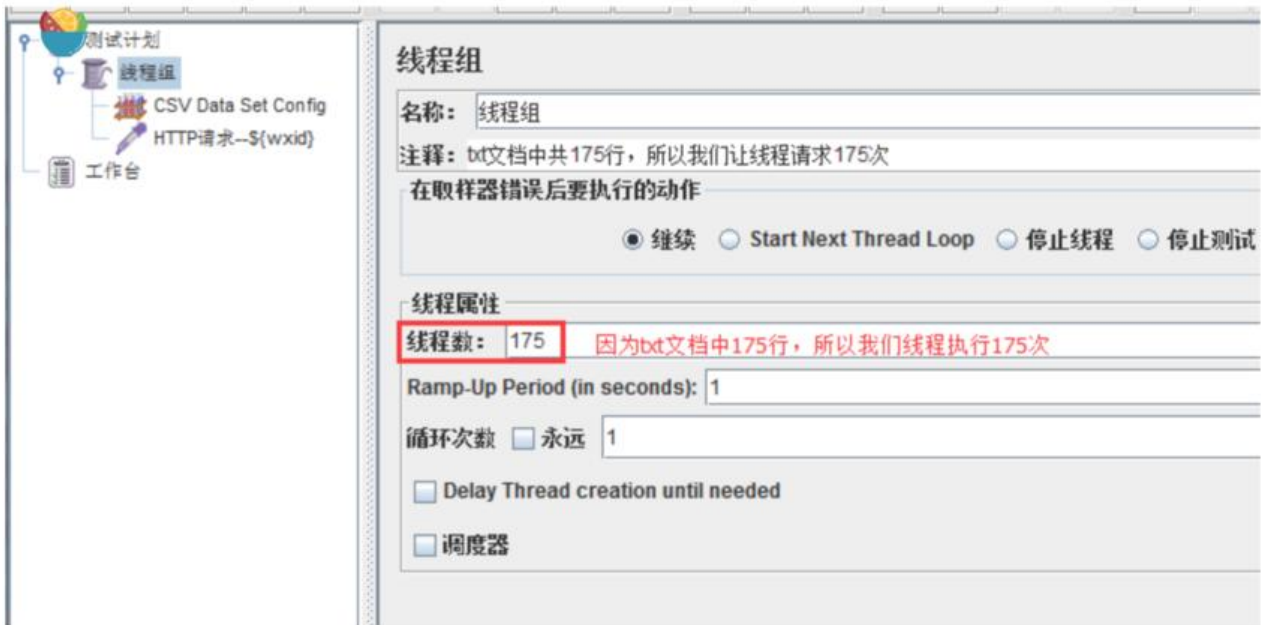 测试计划
线程组
CSV Data Set Config
HTTP请求--${wxid}
工作台
线程组
名称: 线程组
注释: txt文档中共175行，所以我们让线程请求175次
在取样器错误后要执行的动作
继续 Start Next Thread Loop 停止线程 停止测试
线程属性
线程数: 175 因为txt文档中175行，所以我们线程执行175次
Ramp-Up Period (in seconds): 1
循环次数 永远 1
Delay Thread creation until needed
调度器